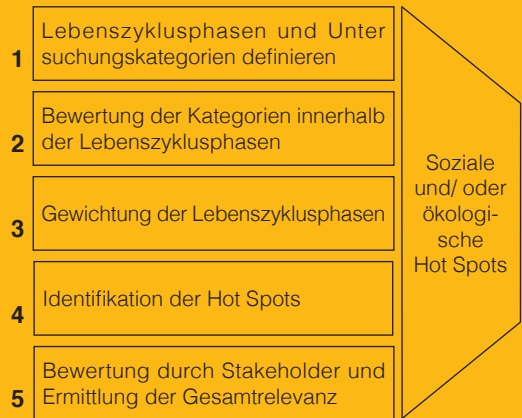 Lebenszyklusphasen und Unter
1 suchungskategorien definieren
Bewertung der Kategorien innerhalb
2 der Lebenszyklusphasen
3 Gewichtung der Lebenszyklusphasen
4 Identifikation der Hot Spots
Bewertung durch Stakeholder und
5 Ermittlung der Gesamtrelevanz
Soziale
und/ oder
ökologi-
sche
Hot Spots